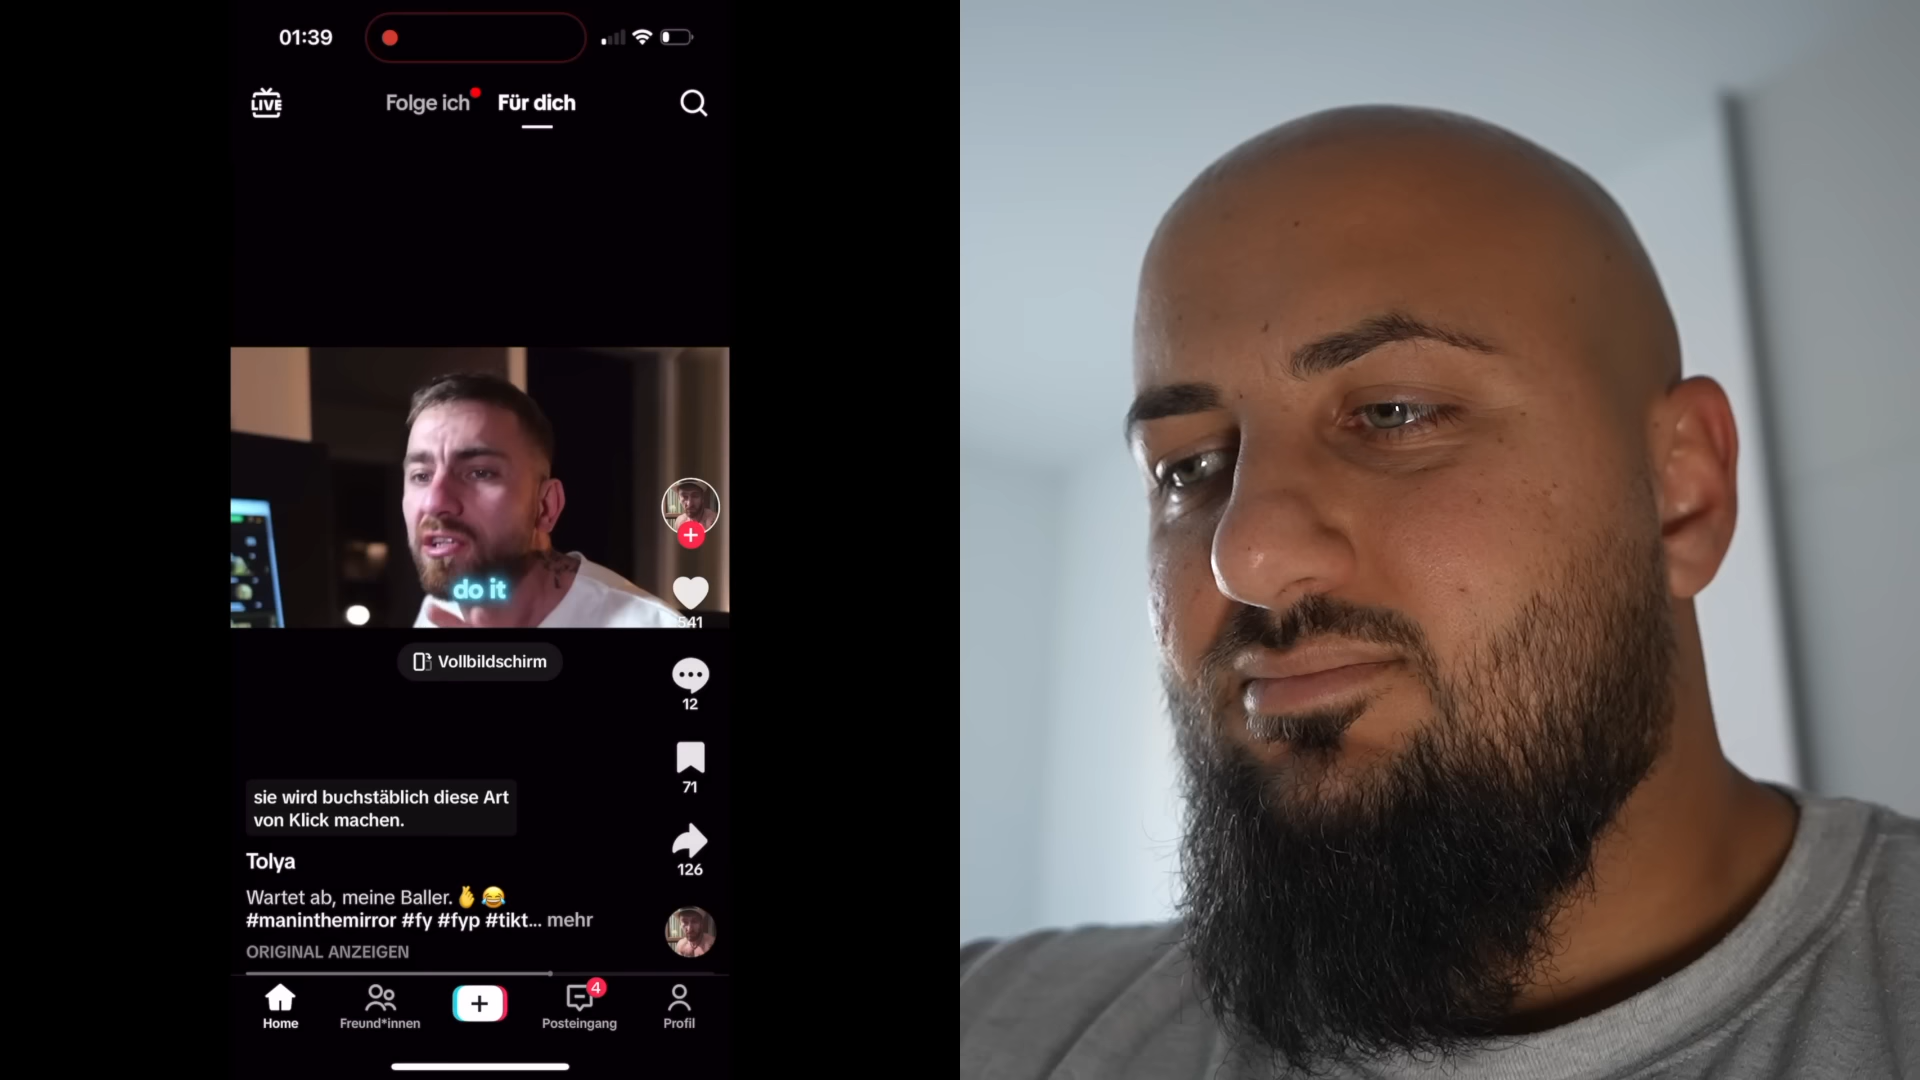 01:39
LIVE
Folge ich
Für dich
do it
541
Vollbildschirm
12
71
sie wird buchstäblich diese Art
von Klick machen.
Tolya
126
Wartet ab, meine Baller.🫰😂
#maninthemirror #fy #fyp #tikt... mehr
ORIGINAL ANZEIGEN
4
Home
Freund*innen
Posteingang
Profil